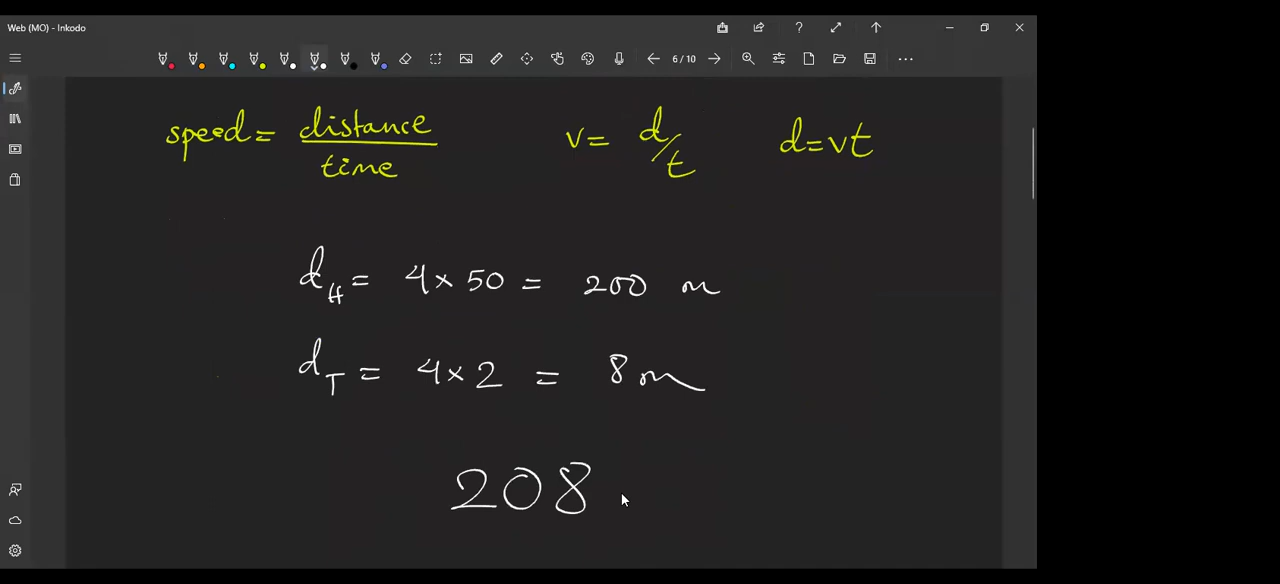 Web (MO) - Inkodo
6/10
speed = distance / time v = d/t d = vt
d_H = 4 × 50 = 200 m
d_T = 4 × 2 = 8 m
208